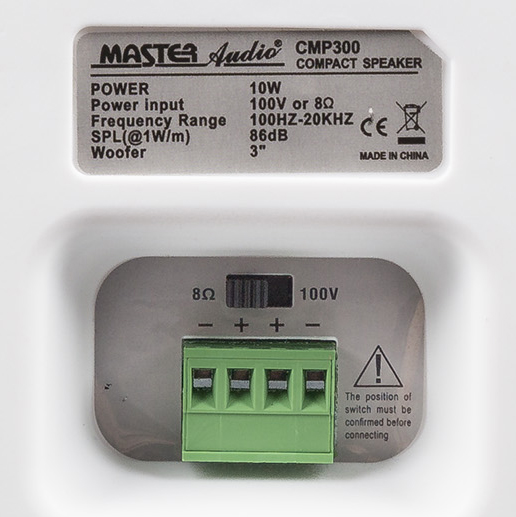 MASTER Audio® CMP300
COMPACT SPEAKER
POWER 10W
Power input 100V or 8Ω
Frequency Range 100HZ-20KHZ
SPL(@1W/m) 86dB
Woofer 3"
CE
MADE IN CHINA
8Ω 100V
− + + −
!
The position of
switch must be
confirmed before
connecting